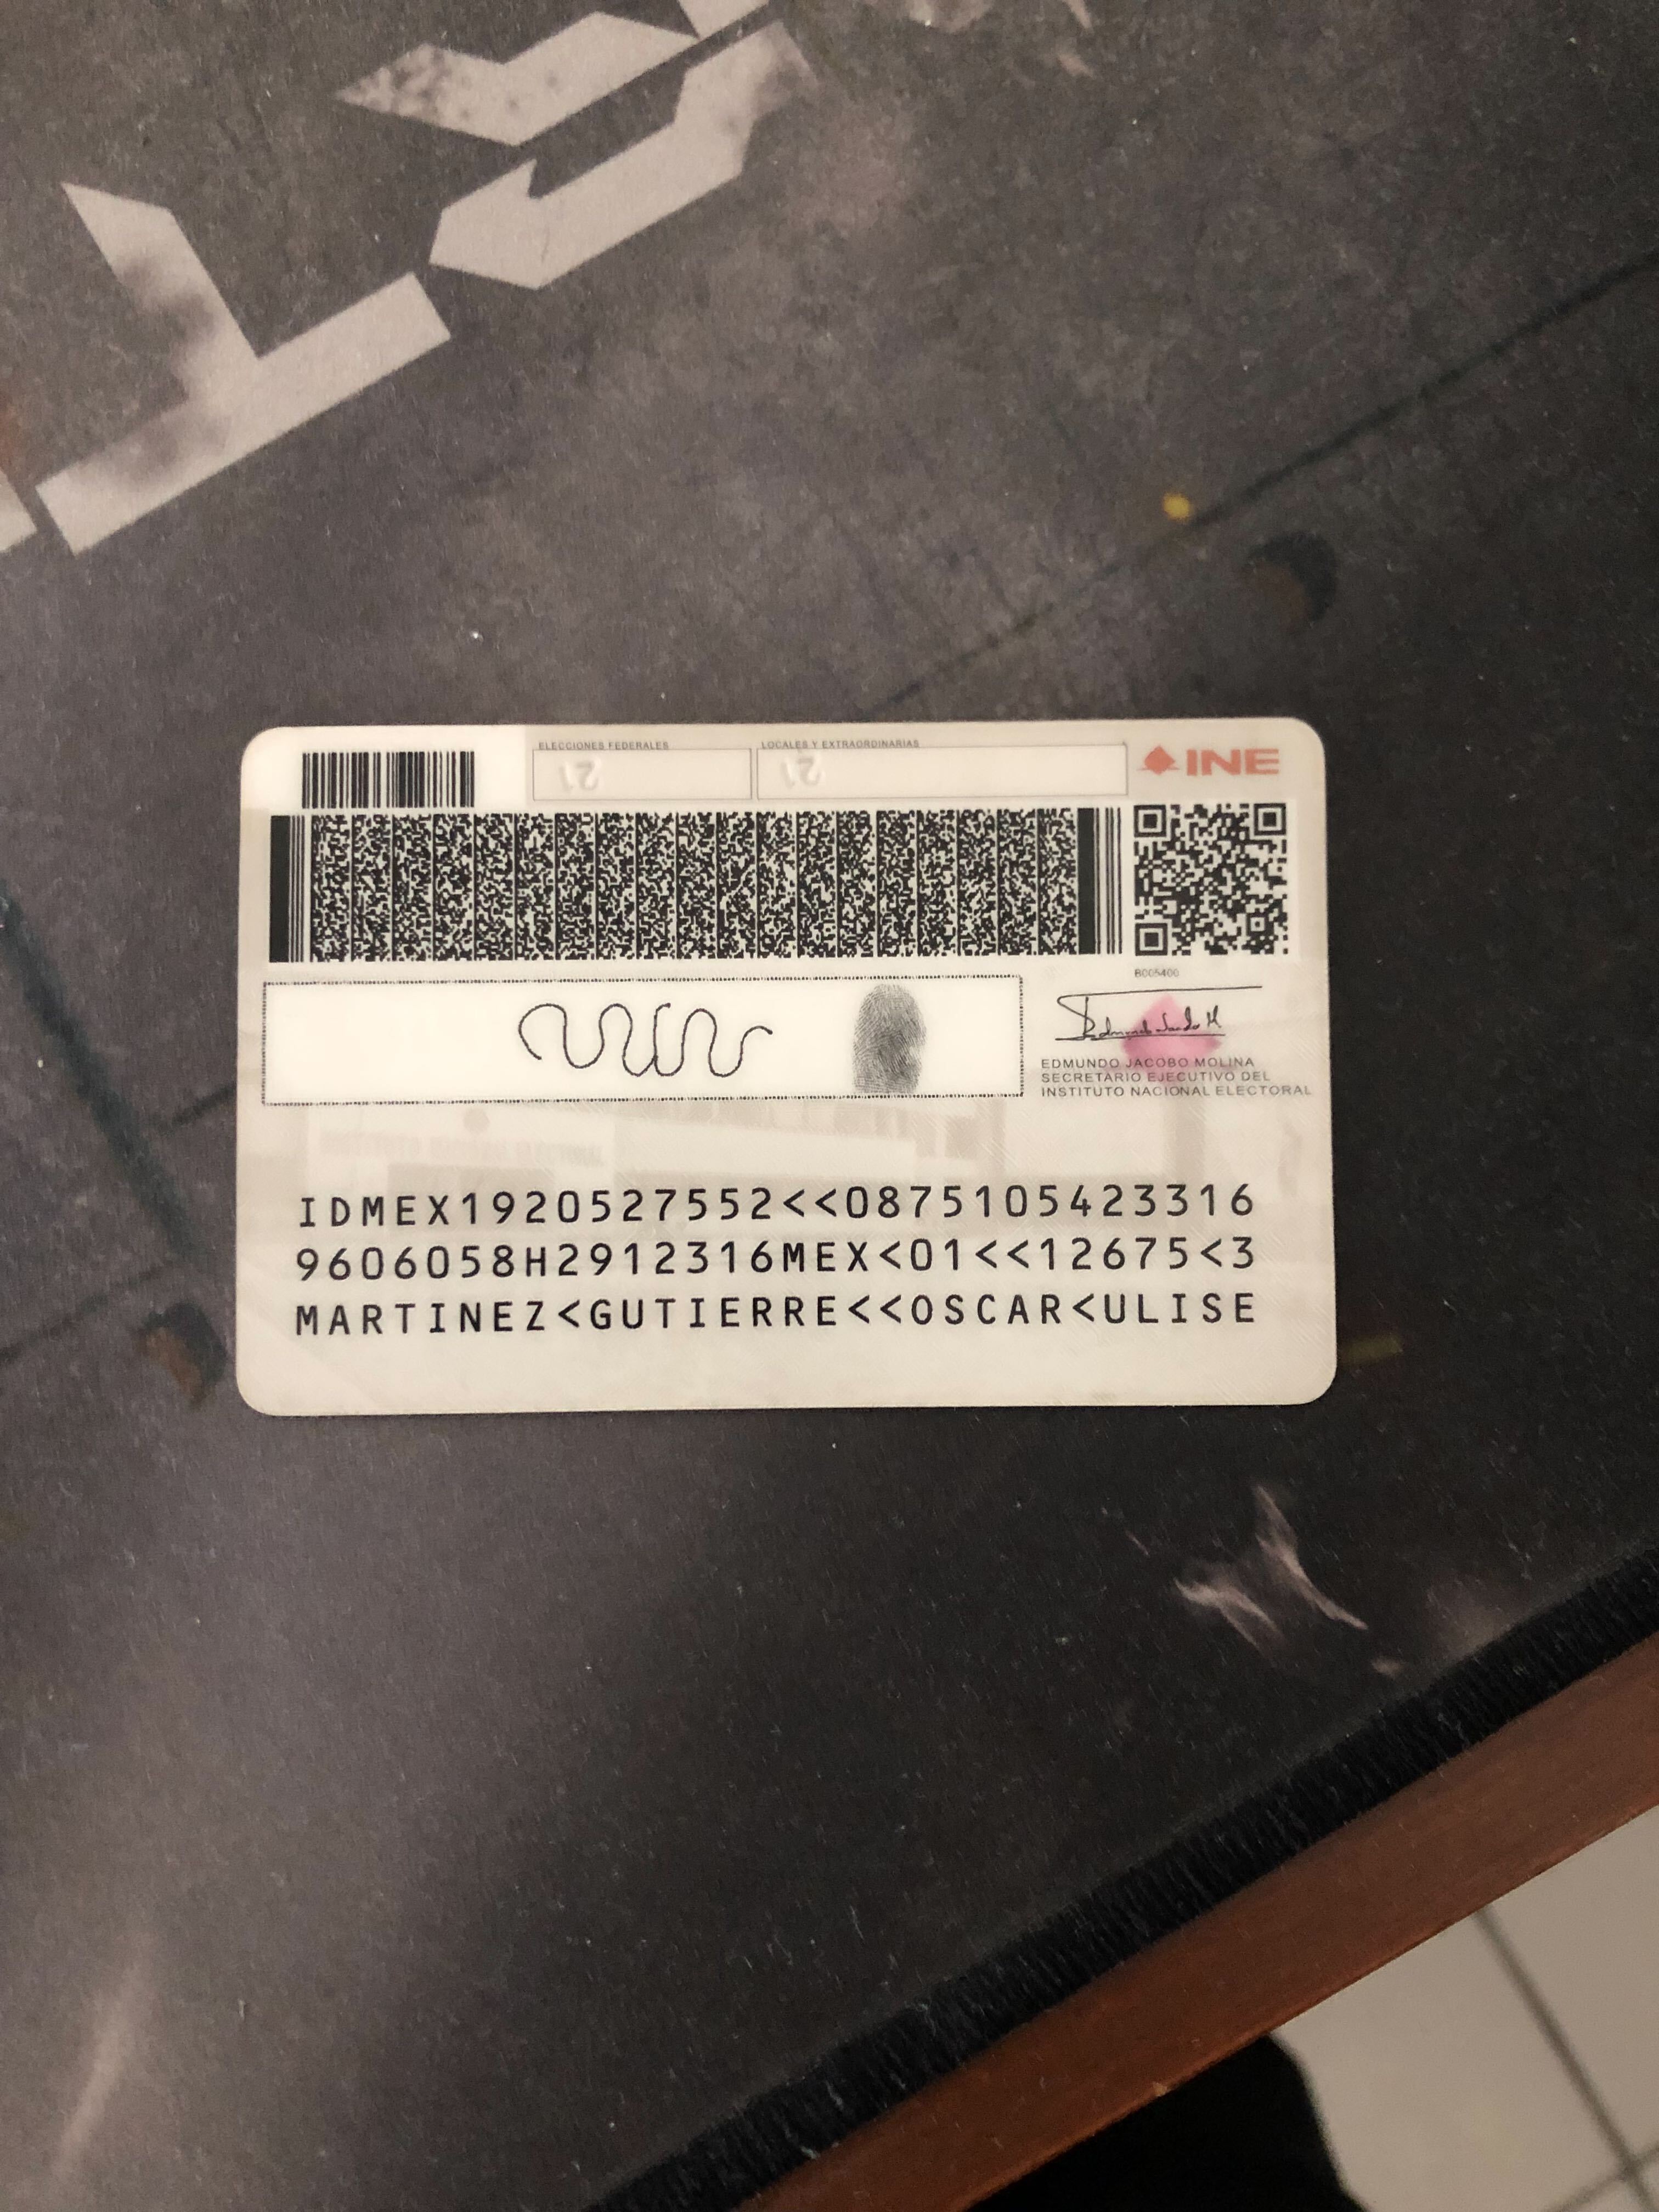 ELECCIONES FEDERALES
LOCALES Y EXTRAORDINARIAS
INE
21
21
B005400
EDMUNDO JACOBO MOLINA
SECRETARIO EJECUTIVO DEL
INSTITUTO NACIONAL ELECTORAL
IDMEX1920527552<<0875105423316
9606058H2912316MEX<01<<12675<3
MARTINEZ<GUTIERRE<<OSCAR<ULISE